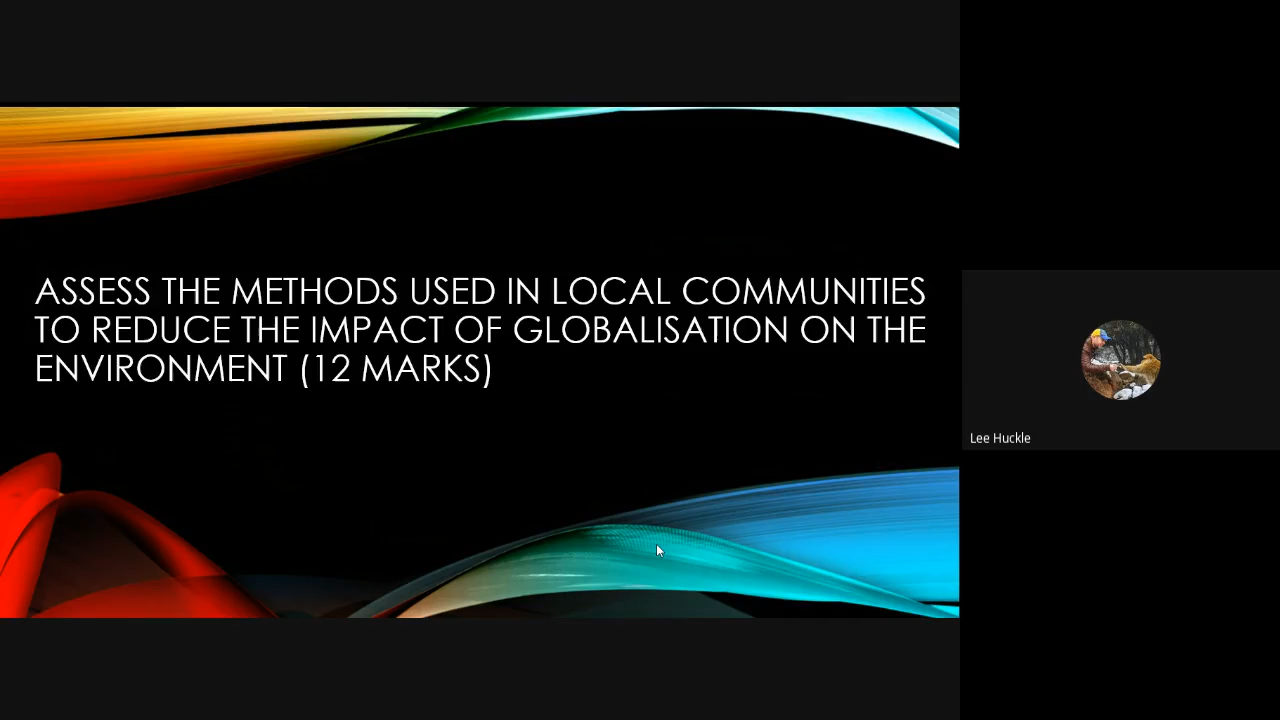 ASSESS THE METHODS USED IN LOCAL COMMUNITIES
TO REDUCE THE IMPACT OF GLOBALISATION ON THE
ENVIRONMENT (12 MARKS)
Lee Huckle